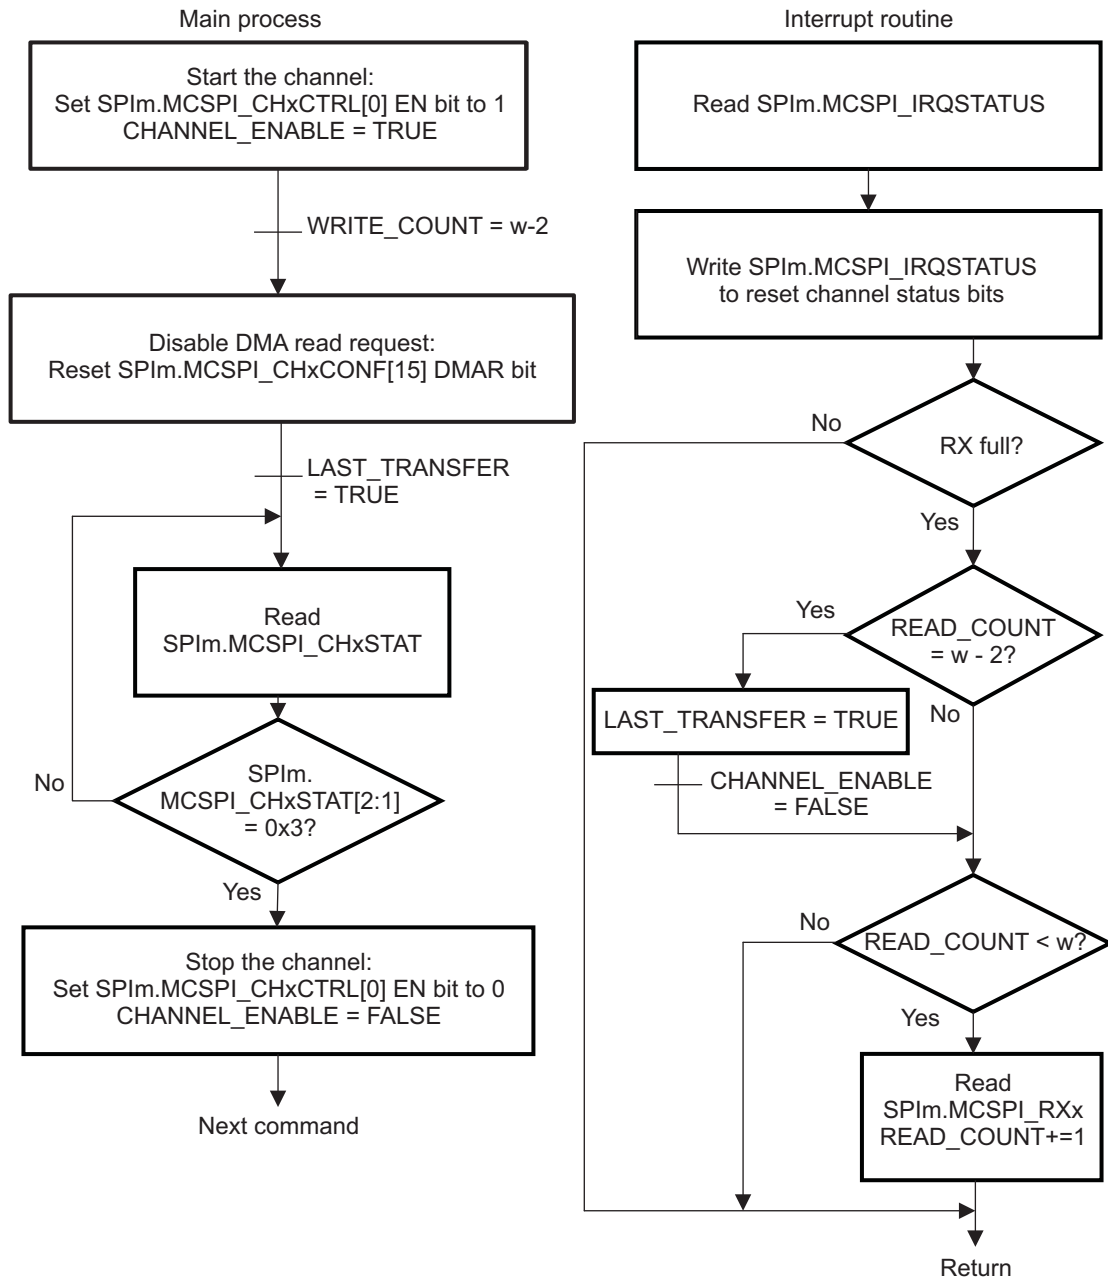 Main process
Start the channel:
Set SPIm.MCSPI_CHxCTRL[0] EN bit to 1
CHANNEL_ENABLE = TRUE
WRITE_COUNT = w-2
Disable DMA read request:
Reset SPIm.MCSPI_CHxCONF[15] DMAR bit
LAST_TRANSFER
= TRUE
Read
SPIm.MCSPI_CHxSTAT
No
SPIm.
MCSPI_CHxSTAT[2:1]
= 0x3?
Yes
Stop the channel:
Set SPIm.MCSPI_CHxCTRL[0] EN bit to 0
CHANNEL_ENABLE = FALSE
Next command
Interrupt routine
Read SPIm.MCSPI_IRQSTATUS
Write SPIm.MCSPI_IRQSTATUS
to reset channel status bits
No
RX full?
Yes
Yes
READ_COUNT
= w - 2?
No
LAST_TRANSFER = TRUE
CHANNEL_ENABLE
= FALSE
No
READ_COUNT < w?
Yes
Read
SPIm.MCSPI_RXx
READ_COUNT+=1
Return